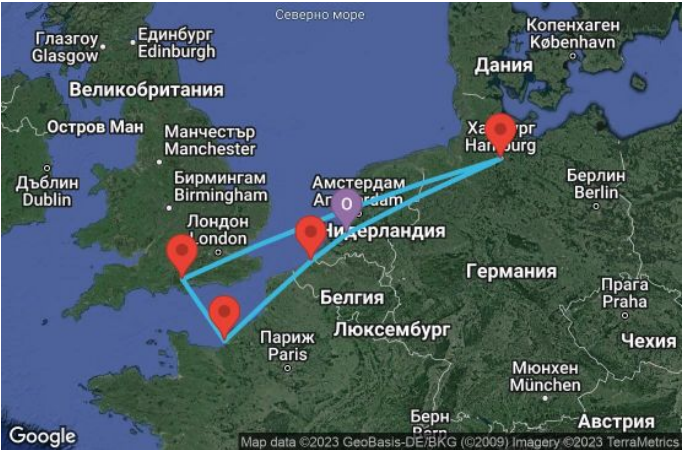 Северно море
Глазгоу
Glasgow
Единбург
Edinburgh
Копенхаген
København
Дания
Великобритания
Остров Ман
Манчестър
Manchester
Дъблин
Dublin
Бирмингам
Birmingham
Амстердам
Берлин
Berlin
Лондон
London
O
Нидерландия
Германия
Белгия
Прага
Praha
Люксембург
Париж
Paris
Чехия
Мюнхен
München
Берн
Bern
Австрия
Google
Map data ©2023 GeoBasis-DE/BKG (©2009) Imagery ©2023 TerraMetrics